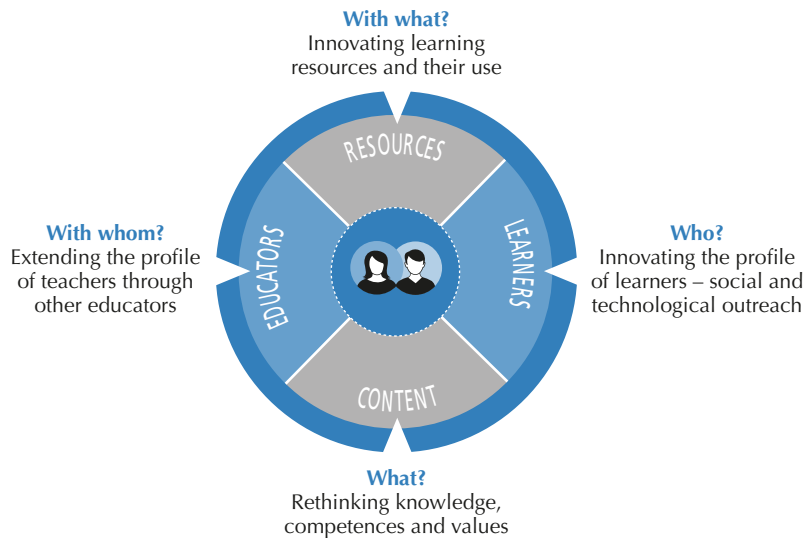 With what?
Innovating learning
resources and their use
RESOURCES
With whom?
Extending the profile
of teachers through
other educators
EDUCATORS
LEARNERS
Who?
Innovating the profile
of learners – social and
technological outreach
CONTENT
What?
Rethinking knowledge,
competences and values